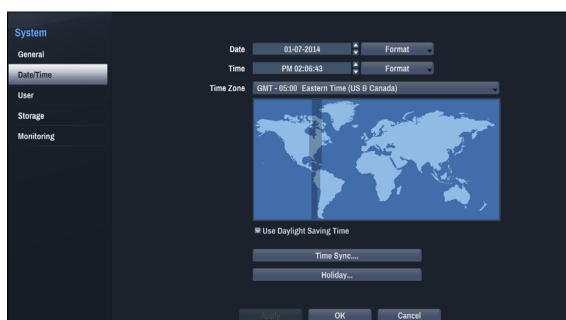 System
General
Date/Time
User
Storage
Monitoring
Date 01-07-2014 Format
Time PM 02:06:43 Format
Time Zone GMT - 05:00 Eastern Time (US & Canada)
Use Daylight Saving Time
Time Sync....
Holiday...
Apply OK Cancel